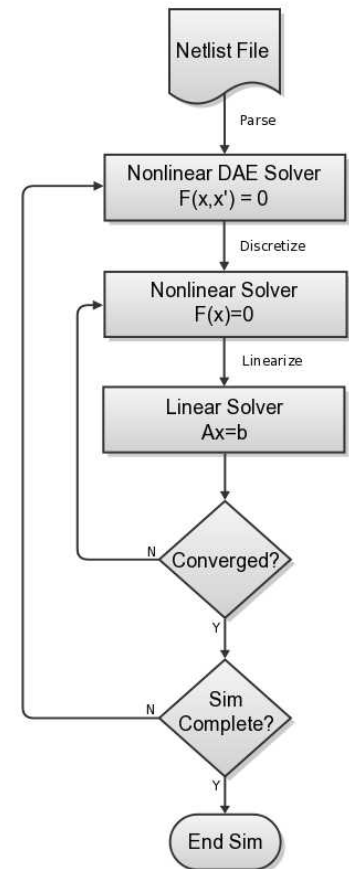 Netlist File
Parse
Nonlinear DAE Solver
F(x,x') = 0
Discretize
Nonlinear Solver
F(x)=0
Linearize
Linear Solver
Ax=b
N
Converged?
Y
N
Sim
Complete?
Y
End Sim